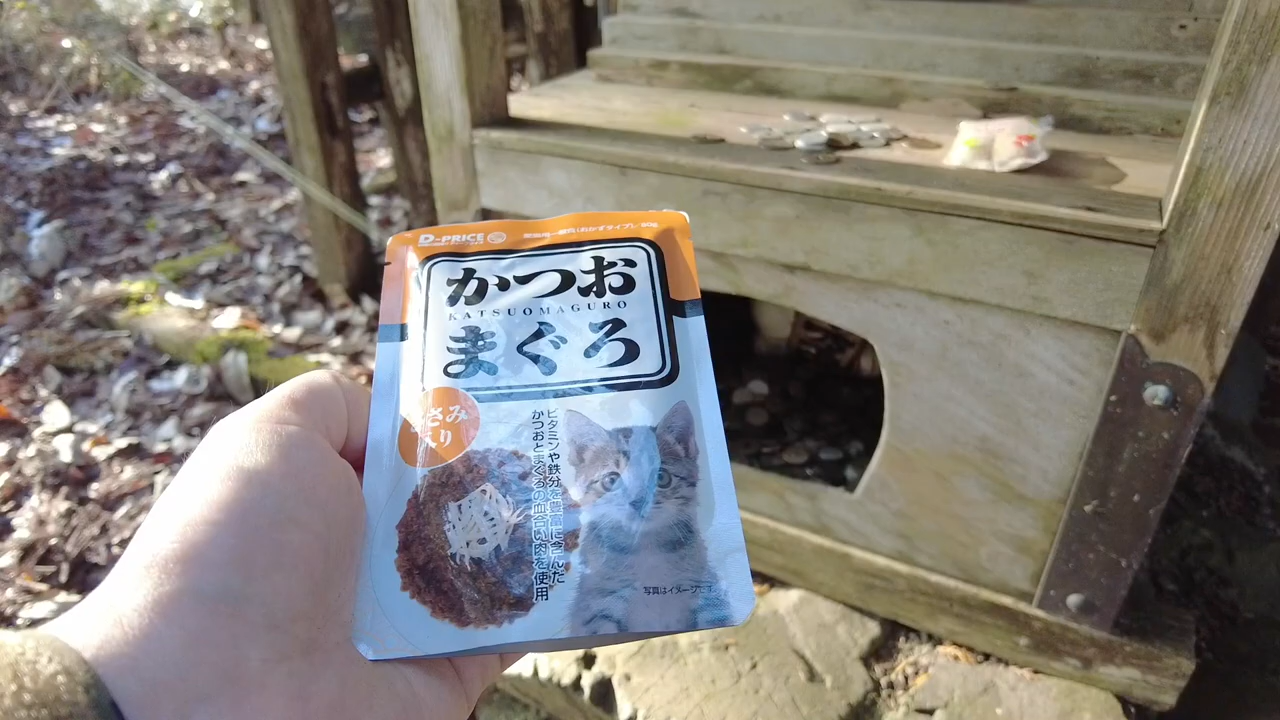 D-PRICE
かつお
KATSUOMAGURO
まぐろ
ささみ
入り
ビタミンや鉄分を豊富に含んだ
かつおとまぐろの血合い肉を使用
写真はイメージです